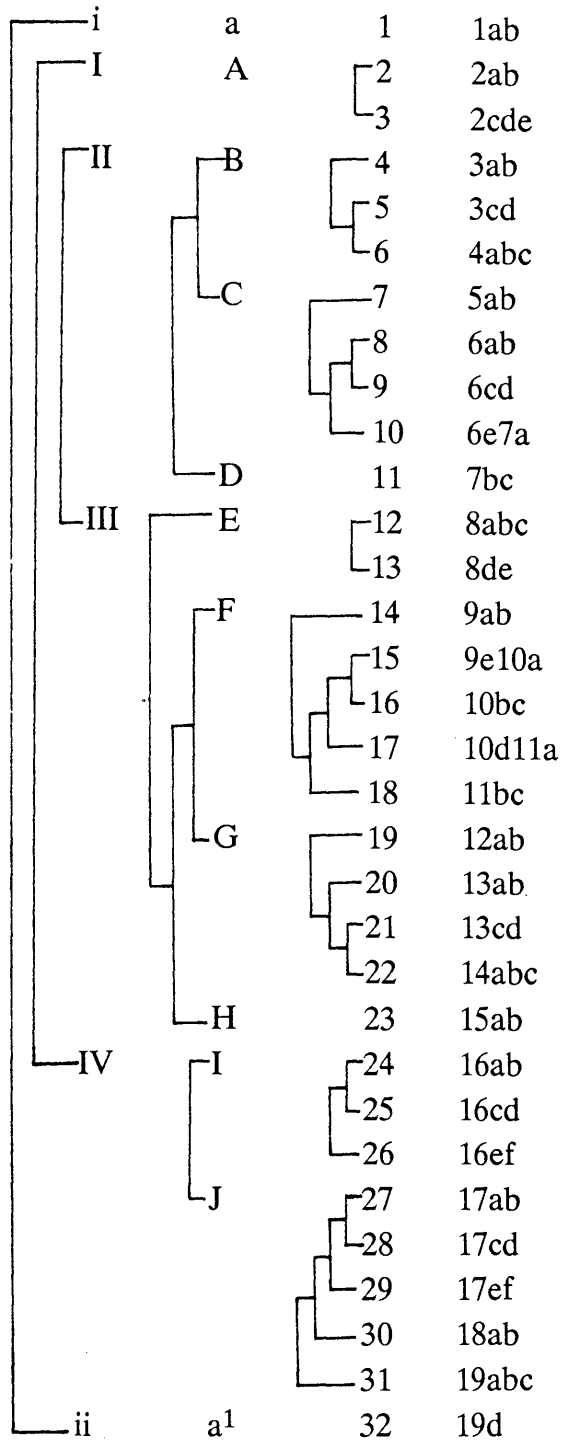 i a 1 1ab
I A 2 2ab
3 2cde
II B 4 3ab
5 3cd
6 4abc
C 7 5ab
8 6ab
9 6cd
10 6e7a
D 11 7bc
III E 12 8abc
13 8de
F 14 9ab
15 9e10a
16 10bc
17 10d11a
18 11bc
G 19 12ab
20 13ab
21 13cd
22 14abc
H 23 15ab
IV I 24 16ab
25 16cd
26 16ef
J 27 17ab
28 17cd
29 17ef
30 18ab
31 19abc
ii a¹ 32 19d